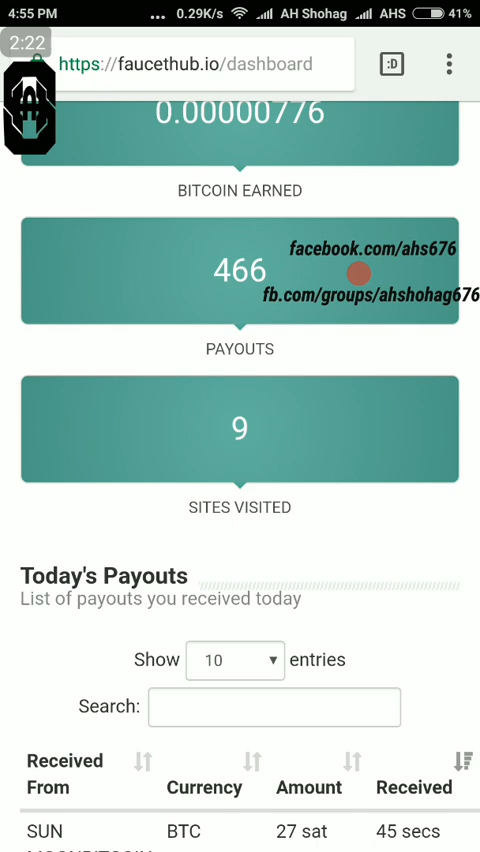 4:55 PM ... 0.29K/s AH Shohag AHS 41%
2:22
https://faucethub.io/dashboard :D
0.00000776
BITCOIN EARNED
facebook.com/ahs676
466
fb.com/groups/ahshohag676
PAYOUTS
9
SITES VISITED
Today's Payouts
List of payouts you received today
Show 10 entries
Search:
Received From Currency Amount Received
SUN BTC 27 sat 45 secs